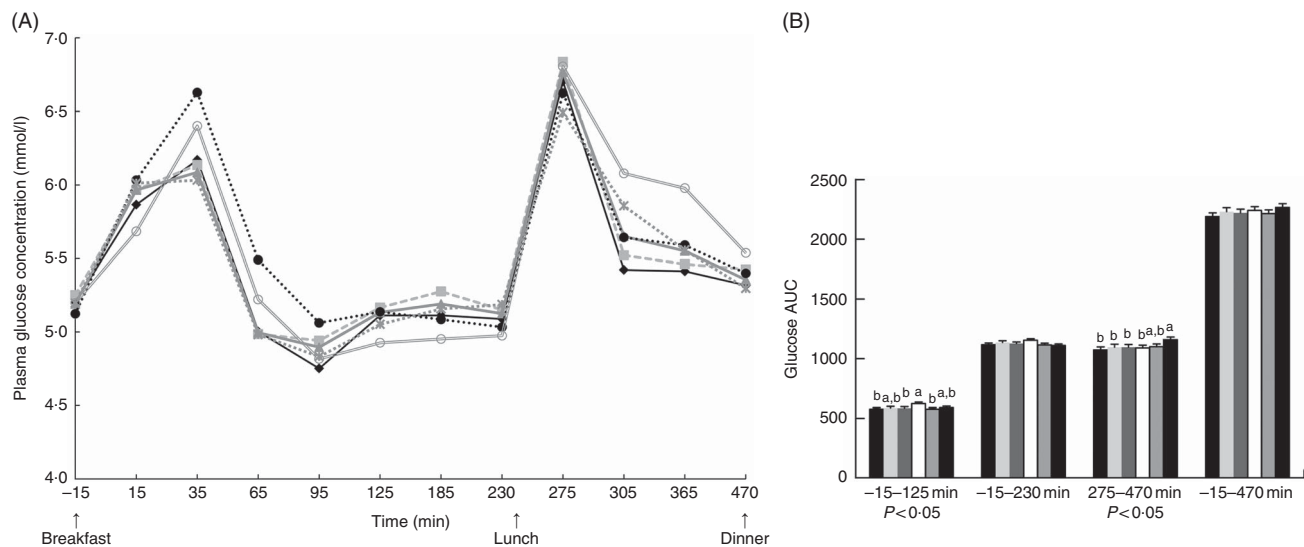 (A)
7·0
6·5
6·0
5·5
5·0
4·5
4·0
Plasma glucose concentration (mmol/l)
–15 15 35 65 95 125 185 230 275 305 365 470
Time (min)
↑ ↑ ↑
Breakfast Lunch Dinner
(B)
2500
2000
1500
1000
500
0
Glucose AUC
b a,b b a b a,b
b b b b a,b a
–15–125 min –15–230 min 275–470 min –15–470 min
P < 0·05 P < 0·05